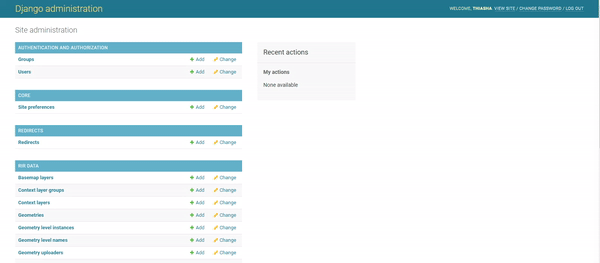 Django administration
WELCOME, THIASHA. VIEW SITE / CHANGE PASSWORD / LOG OUT
Site administration
AUTHENTICATION AND AUTHORIZATION
Groups Add Change
Users Add Change
CORE
Site preferences Add Change
REDIRECTS
Redirects Add Change
RIR DATA
Basemap layers Add Change
Context layer groups Add Change
Context layers Add Change
Geometries Add Change
Geometry level instances Add Change
Geometry level names Add Change
Geometry uploaders Add Change
Recent actions
My actions
None available